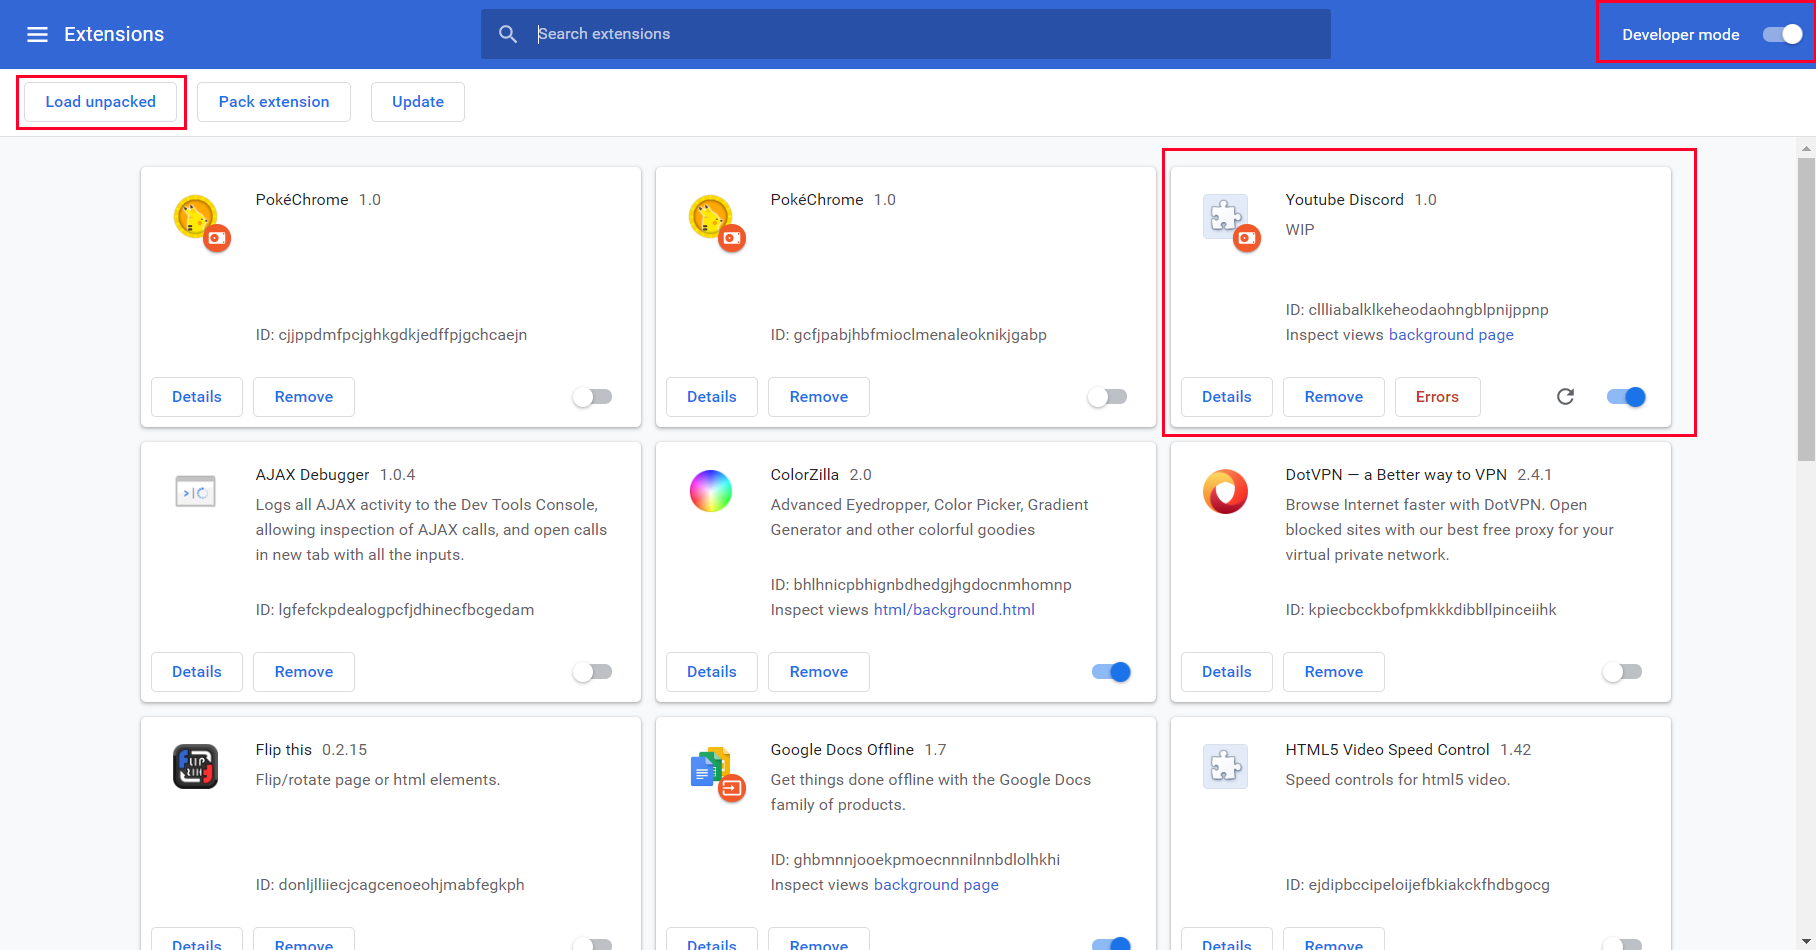 Extensions
Search extensions
Developer mode
Load unpacked
Pack extension
Update
PokéChrome 1.0
ID: cjjppdmfpcjghkgdkjedffpjgchcaejn
Details
Remove
PokéChrome 1.0
ID: gcfjpabjhbfmioclmenaleoknikjgabp
Details
Remove
Youtube Discord 1.0
WIP
ID: cllliabalklkeheodaohngblpnijppnp
Inspect views background page
Details
Remove
Errors
AJAX Debugger 1.0.4
Logs all AJAX activity to the Dev Tools Console,
allowing inspection of AJAX calls, and open calls
in new tab with all the inputs.
ID: lgfefckpdealogpcfjdhinecfbcgedam
Details
Remove
ColorZilla 2.0
Advanced Eyedropper, Color Picker, Gradient
Generator and other colorful goodies
ID: bhlhnicpbhignbdhedgjhgdocnmhomnp
Inspect views html/background.html
Details
Remove
DotVPN — a Better way to VPN 2.4.1
Browse Internet faster with DotVPN. Open
blocked sites with our best free proxy for your
virtual private network.
ID: kpiecbcckbofpmkkkdibbllpinceiihk
Details
Remove
FLIP
Flip this 0.2.15
Flip/rotate page or html elements.
ID: donljlliiecjcagcenoeohjmabfegkph
Details
Remove
Google Docs Offline 1.7
Get things done offline with the Google Docs
family of products.
ID: ghbmnnjooekpmoecnnnilnnbdlolhkhi
Inspect views background page
Details
Remove
HTML5 Video Speed Control 1.42
Speed controls for html5 video.
ID: ejdipbccipeloijefbkiakckfhdbgocg
Details
Remove